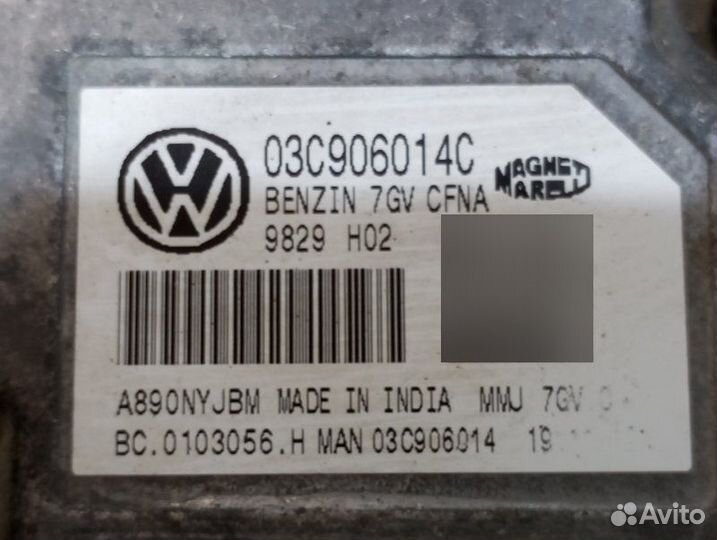 03C906014C
MAGNETI
MARELLI
BENZIN 7GV CFNA
9829 H02
A890NYJBM MADE IN INDIA MMJ 7GV
BC.0103056.H MAN 03C906014 19
Avito